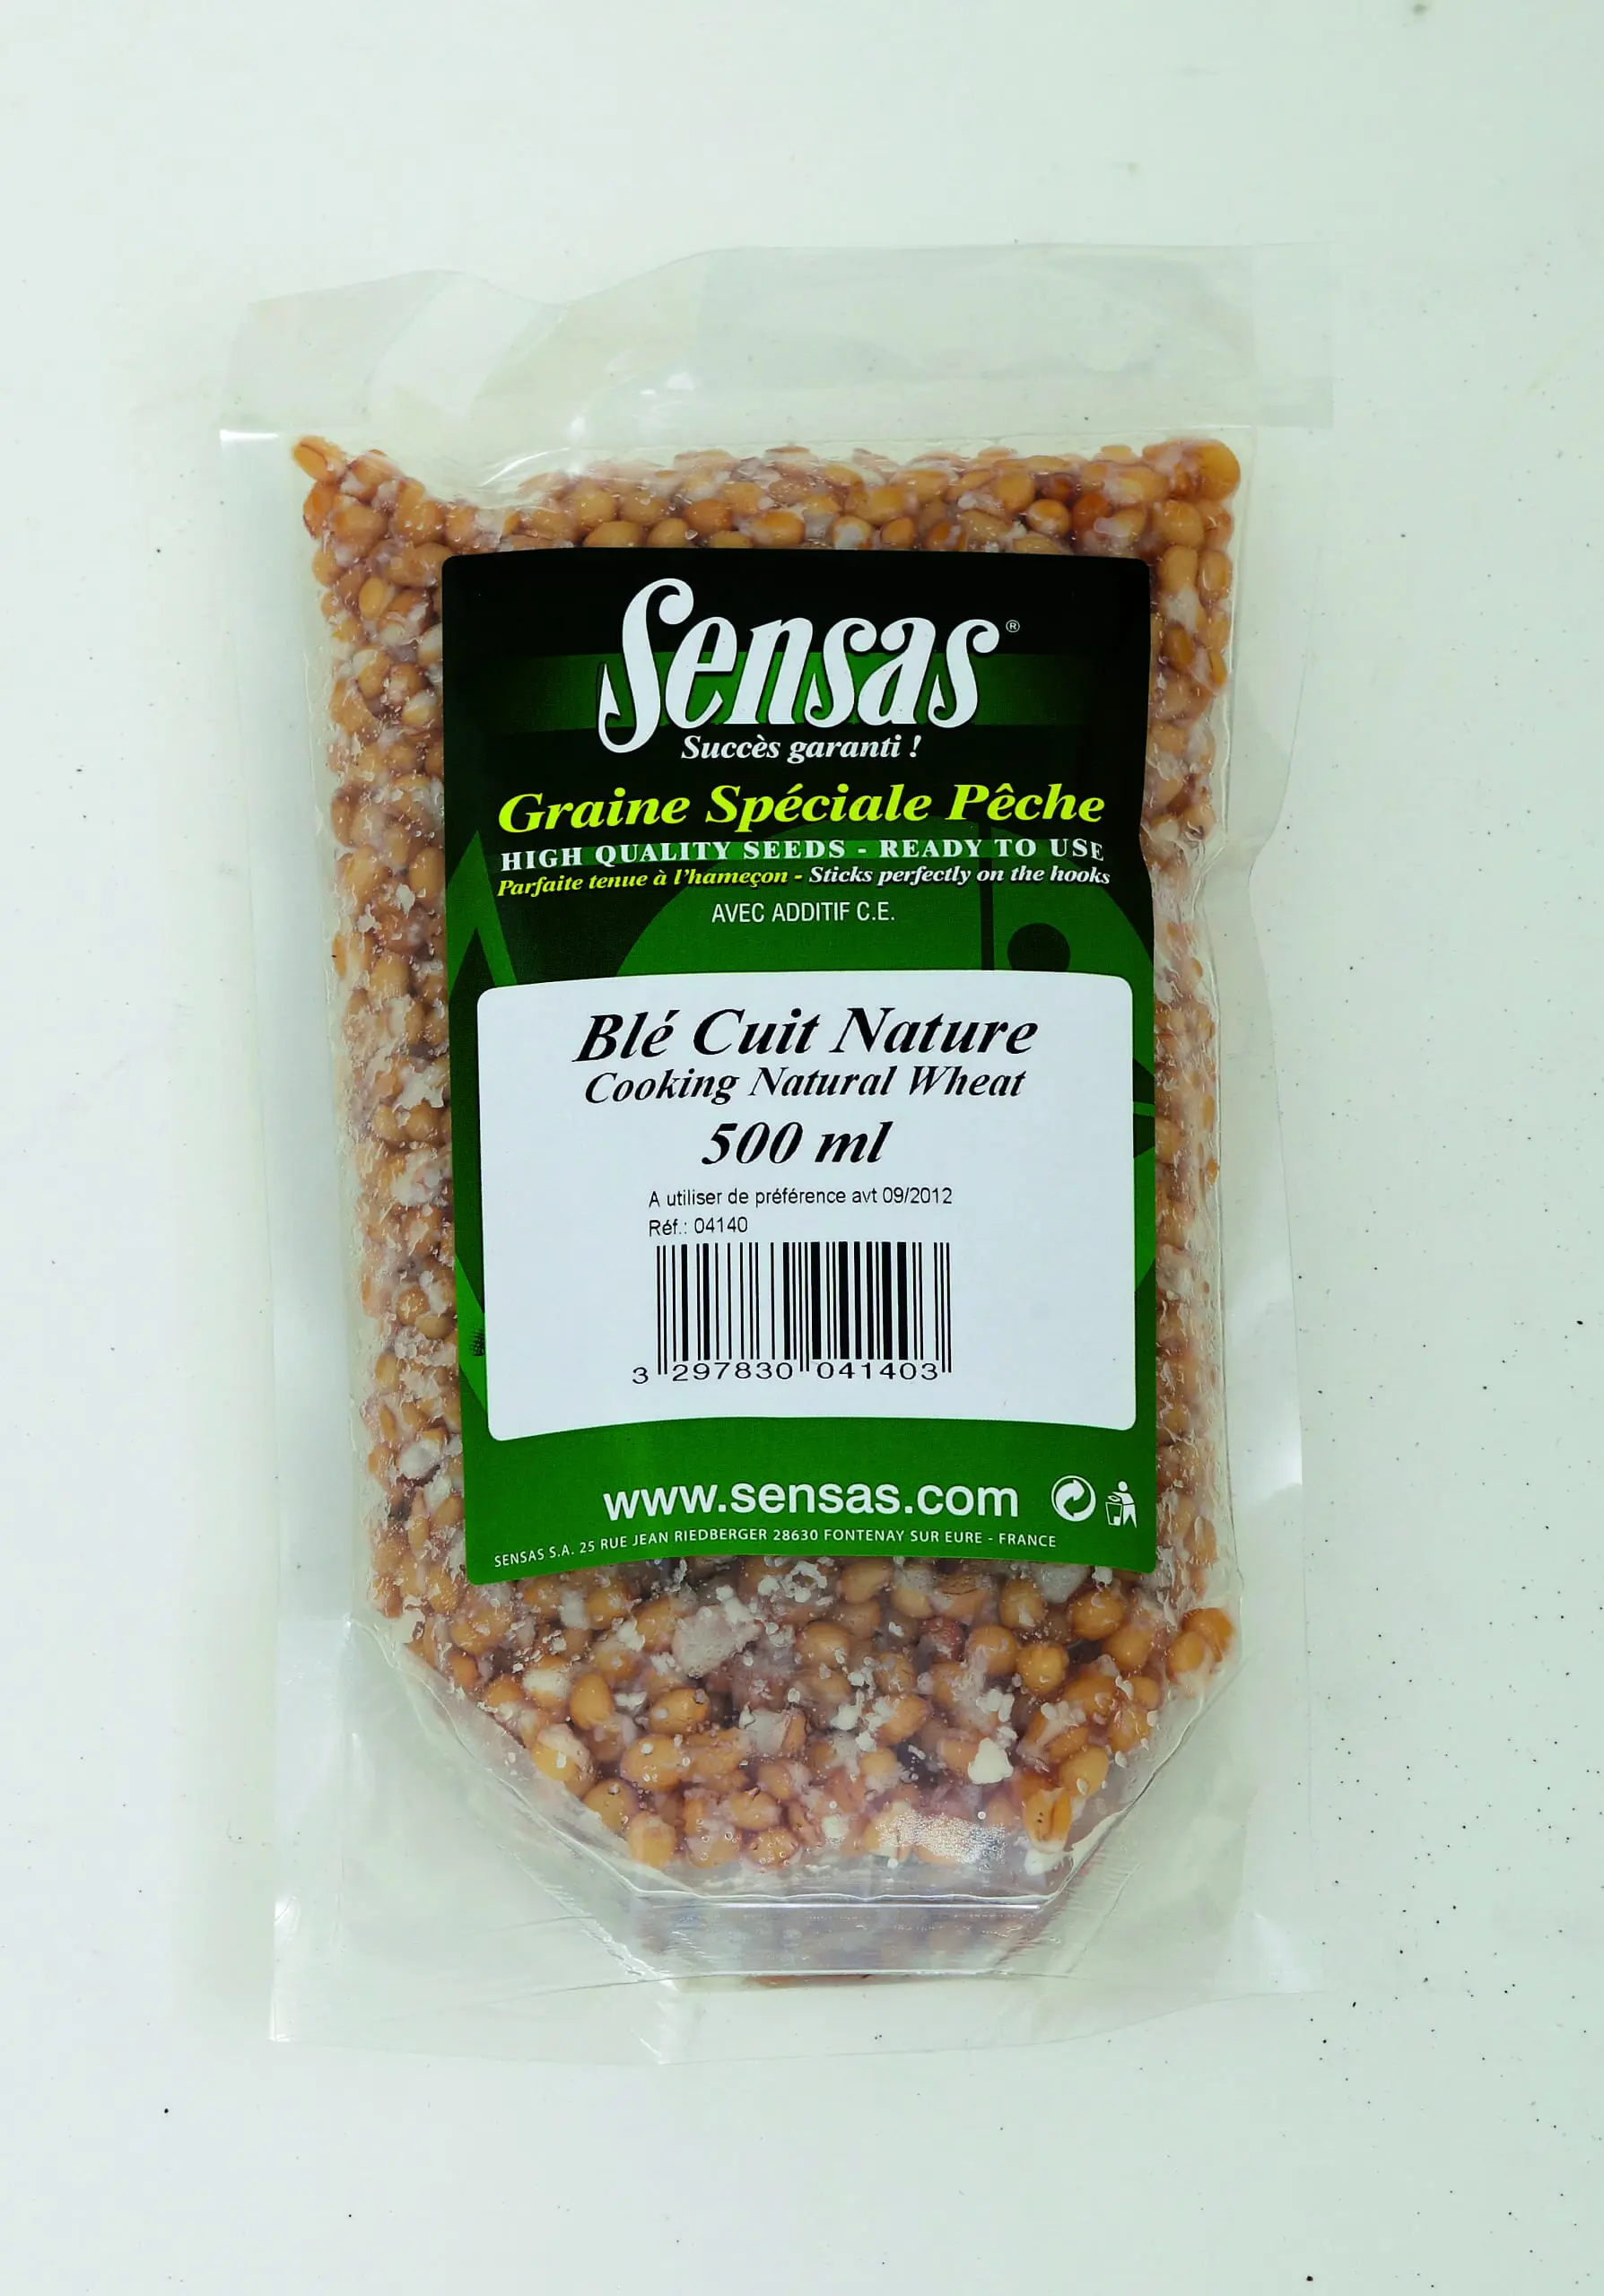 Sensas®
Succès garanti !
Graine Spéciale Pêche
HIGH QUALITY SEEDS - READY TO USE
Parfaite tenue à l'hameçon - Sticks perfectly on the hooks
AVEC ADDITIF C.E.
Blé Cuit Nature
Cooking Natural Wheat
500 ml
A utiliser de préférence avt 09/2012
Réf.: 04140
3 297830 041403
www.sensas.com
SENSAS S.A. 25 RUE JEAN RIEDBERGER 28630 FONTENAY SUR EURE - FRANCE